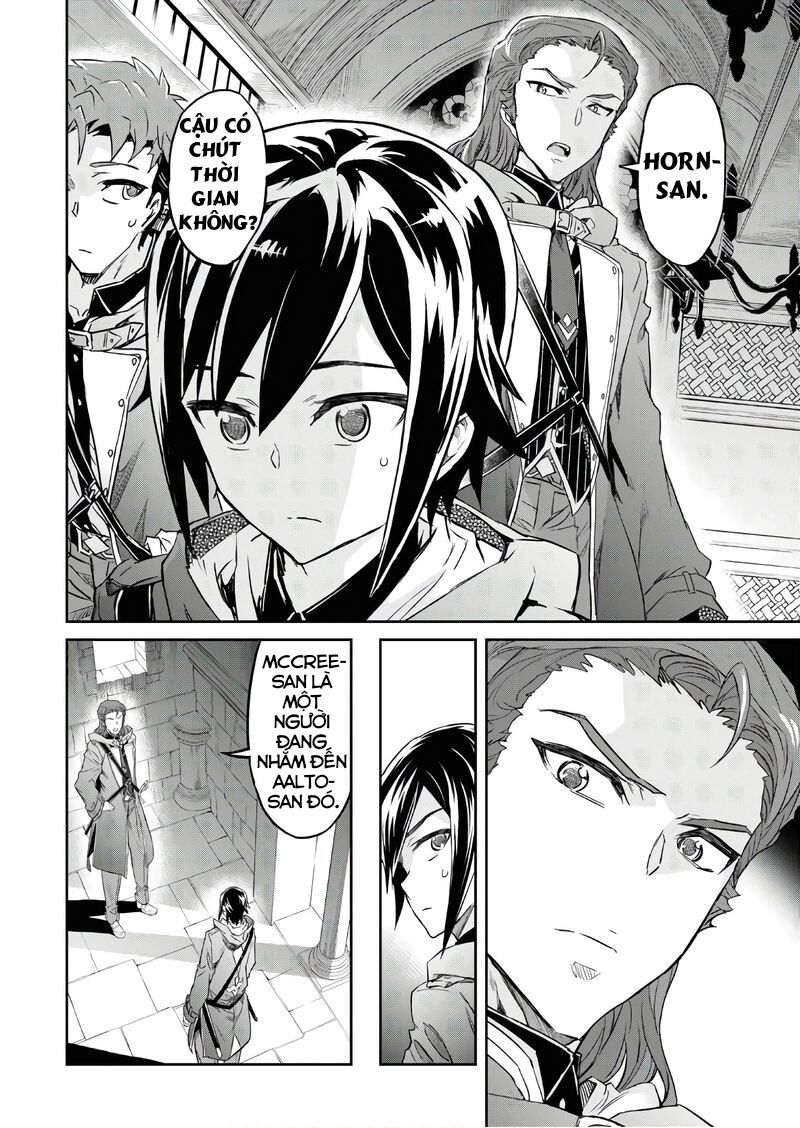 HORN-
SAN.
CẬU CÓ
CHÚT
THỜI
GIAN
KHÔNG?
MCCREE-
SAN LÀ
MỘT
NGƯỜI
ĐANG
NHẮM ĐẾN
AALTO-
SAN ĐÓ.